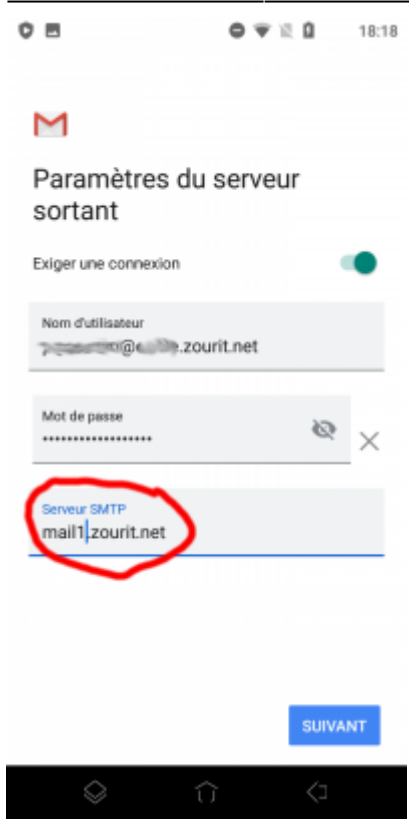 18:18
Paramètres du serveur
sortant
Exiger une connexion
Nom d'utilisateur
.zourit.net
Mot de passe
••••••••••••••••••
Serveur SMTP
mail1.zourit.net
SUIVANT